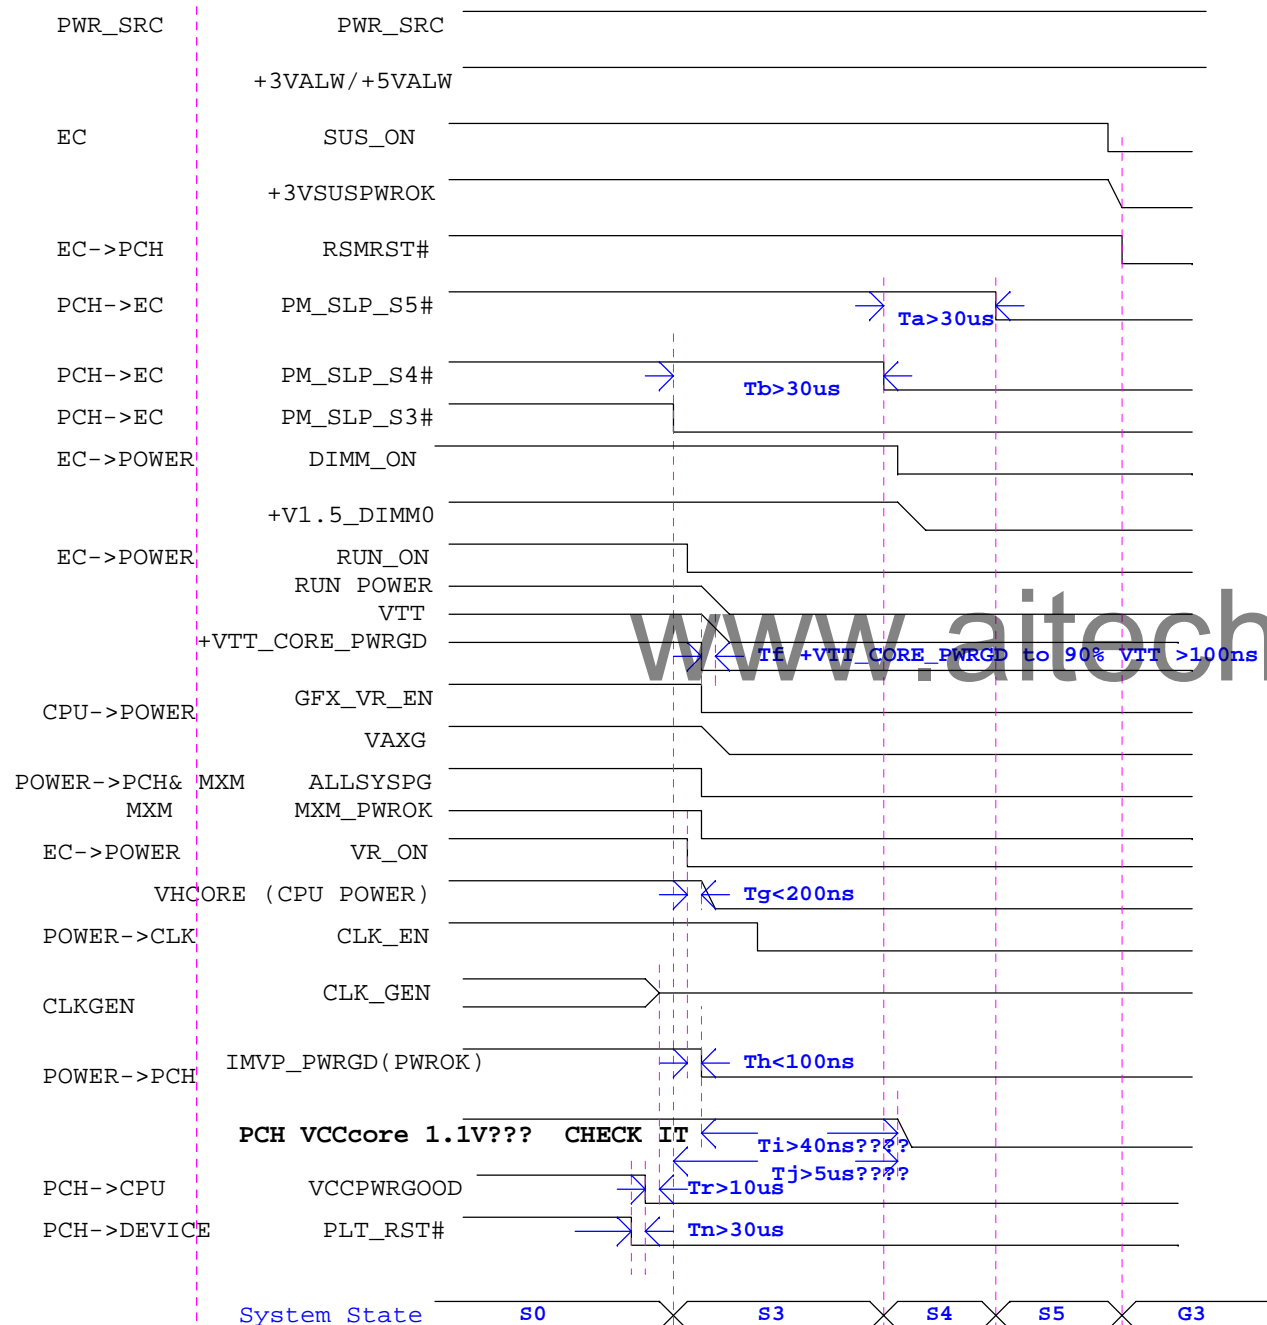 PWR_SRC PWR_SRC
+3VALW/+5VALW
EC SUS_ON
+3VSUSPWROK
EC->PCH RSMRST#
PCH->EC PM_SLP_S5#
Ta>30us
PCH->EC PM_SLP_S4#
Tb>30us
PCH->EC PM_SLP_S3#
EC->POWER DIMM_ON
+V1.5_DIMM0
EC->POWER RUN_ON
RUN POWER
VTT
www.aitech
+VTT_CORE_PWRGD
Tf +VTT_CORE_PWRGD to 90% VTT >100ns
GFX_VR_EN
CPU->POWER
VAXG
POWER->PCH& MXM ALLSYSPG
MXM MXM_PWROK
EC->POWER VR_ON
VHCORE (CPU POWER) Tg<200ns
POWER->CLK CLK_EN
CLK_GEN
CLKGEN
IMVP_PWRGD(PWROK) Th<100ns
POWER->PCH
PCH VCCcore 1.1V??? CHECK IT
Ti>40ns????
Tj>5us????
PCH->CPU VCCPWRGOOD Tr>10us
PCH->DEVICE PLT_RST# Tn>30us
System State S0 S3 S4 S5 G3